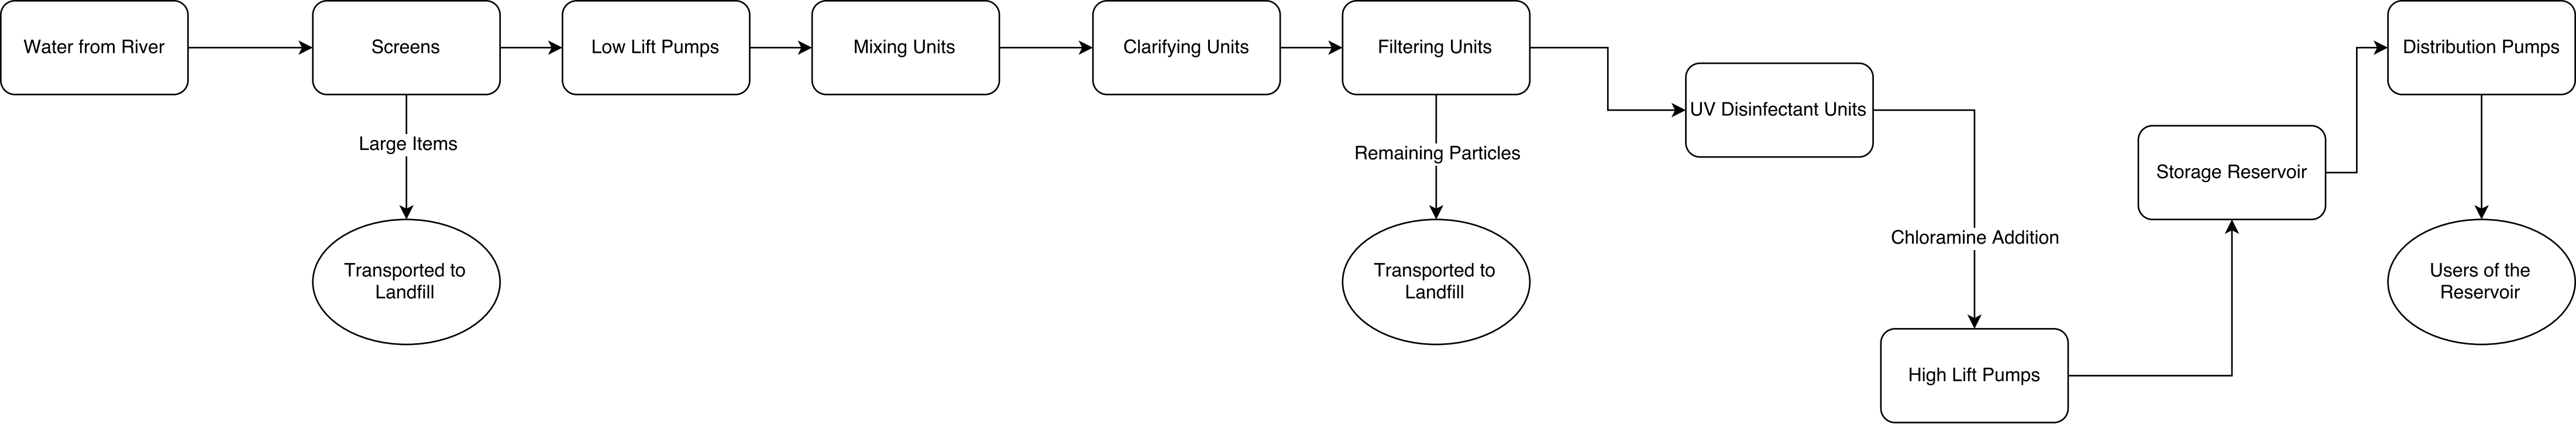 Water from River
Screens
Low Lift Pumps
Mixing Units
Clarifying Units
Filtering Units
UV Disinfectant Units
Distribution Pumps
Storage Reservoir
Large Items
Remaining Particles
Chloramine Addition
Transported to
Landfill
Transported to
Landfill
Users of the
Reservoir
High Lift Pumps